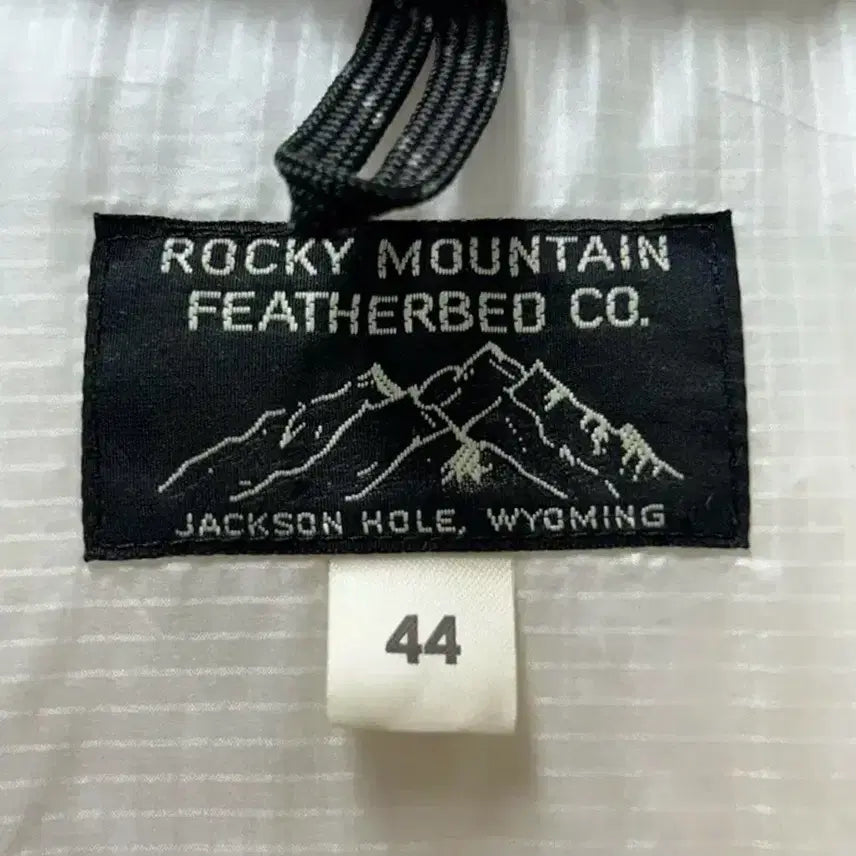 ROCKY MOUNTAIN
FEATHERBED CO.
JACKSON HOLE, WYOMING
44